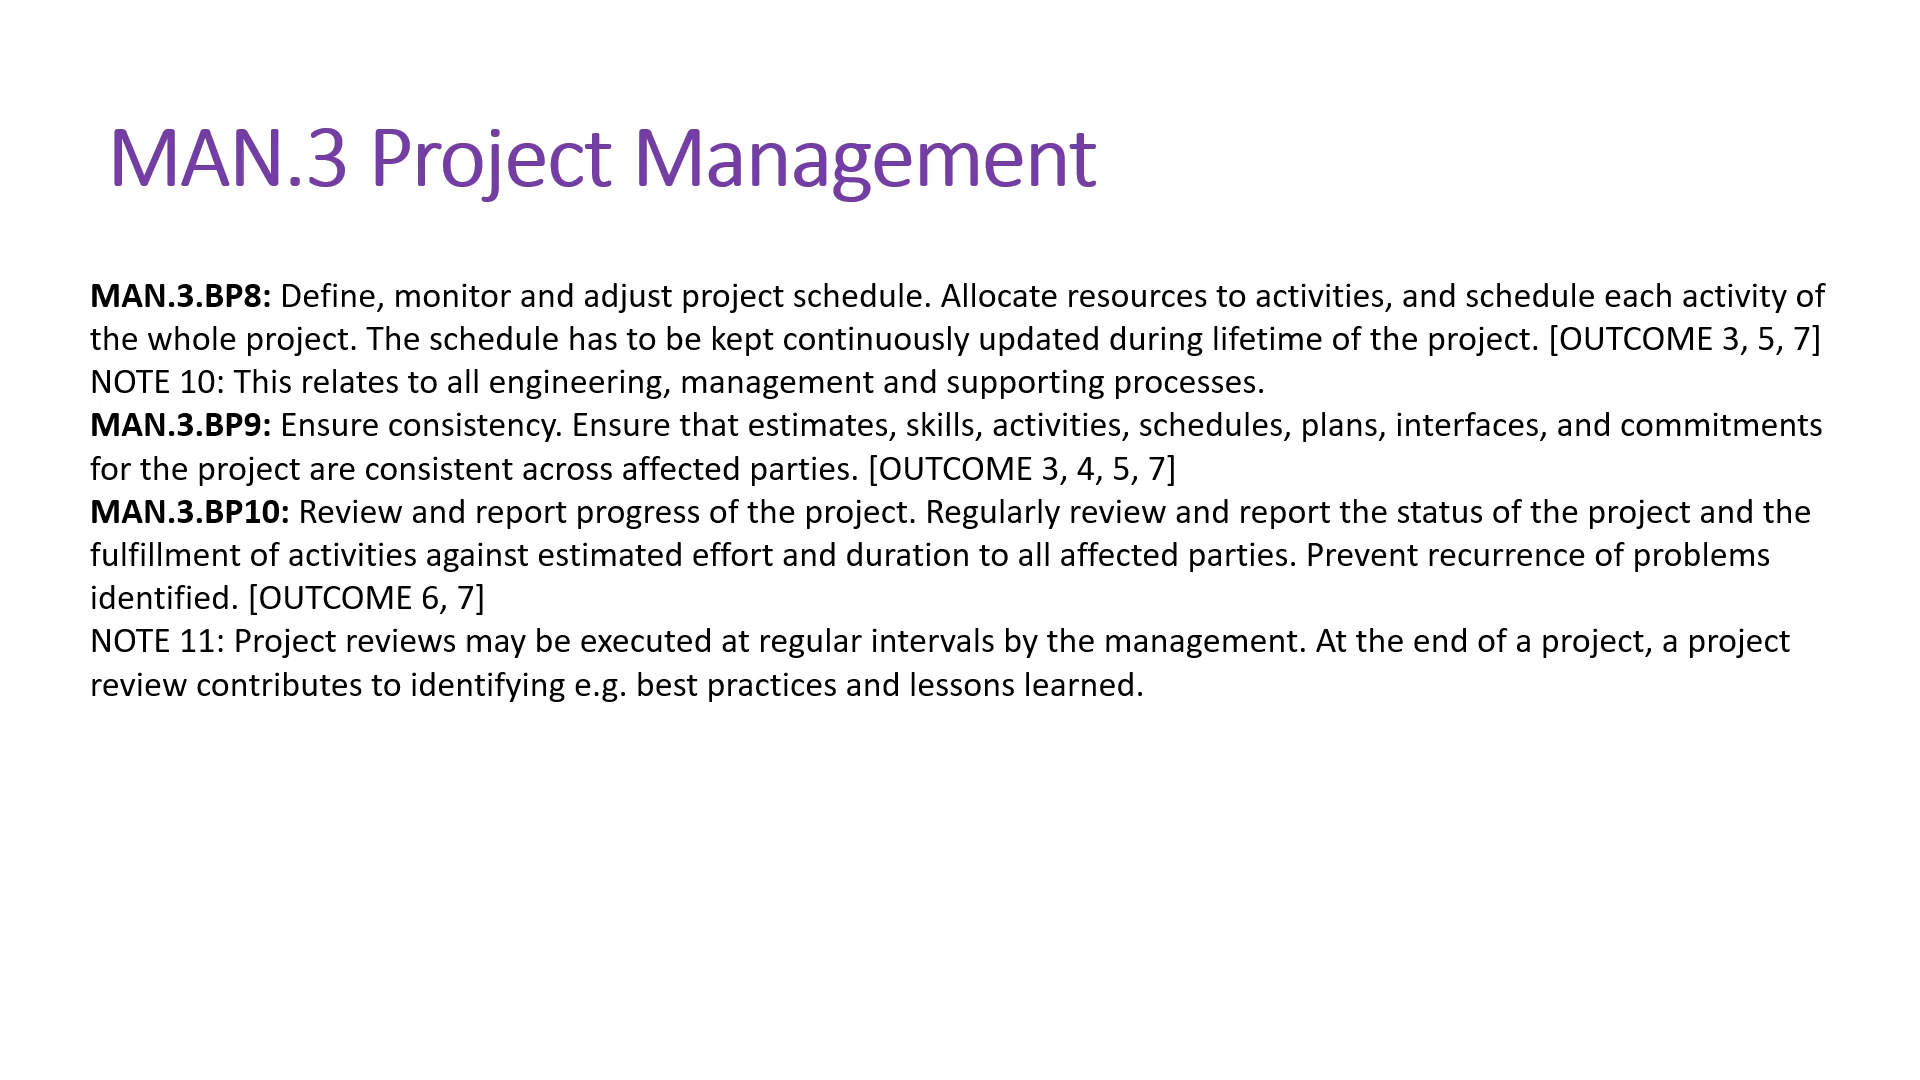 MAN.3 Project Management
MAN.3.BP8: Define, monitor and adjust project schedule. Allocate resources to activities, and schedule each activity of
the whole project. The schedule has to be kept continuously updated during lifetime of the project. [OUTCOME 3, 5, 7]
NOTE 10: This relates to all engineering, management and supporting processes.
MAN.3.BP9: Ensure consistency. Ensure that estimates, skills, activities, schedules, plans, interfaces, and commitments
for the project are consistent across affected parties. [OUTCOME 3, 4, 5, 7]
MAN.3.BP10: Review and report progress of the project. Regularly review and report the status of the project and the
fulfillment of activities against estimated effort and duration to all affected parties. Prevent recurrence of problems
identified. [OUTCOME 6, 7]
NOTE 11: Project reviews may be executed at regular intervals by the management. At the end of a project, a project
review contributes to identifying e.g. best practices and lessons learned.